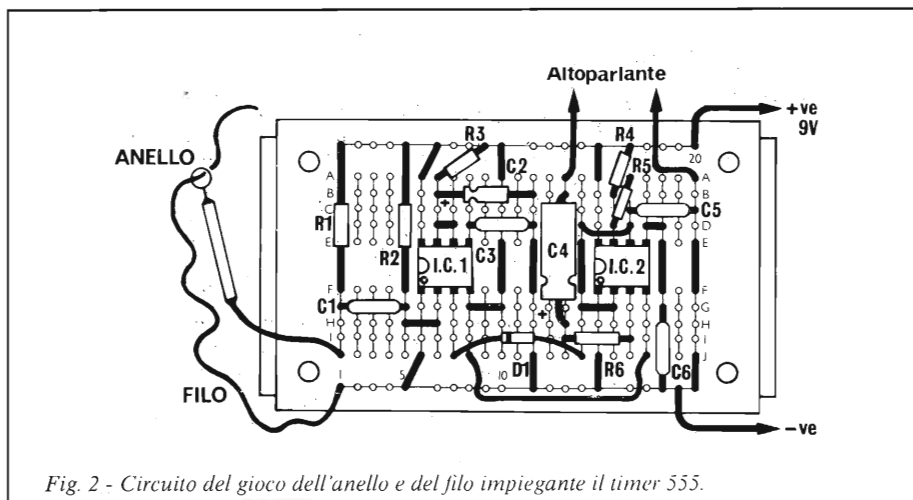 Altoparlante
+ve
9V
ANELLO
R3
C2
R4
R5
20
A
B
C
D
E
A
B
C
D
E
R1
R2
+
C3
C4
C5
I.C.1
I.C.2
F
G
H
I
J
F
G
H
I
J
C1
+
1
5
10
D1
R6
C6
FILO
-ve
Fig. 2 - Circuito del gioco dell'anello e del filo impiegante il timer 555.